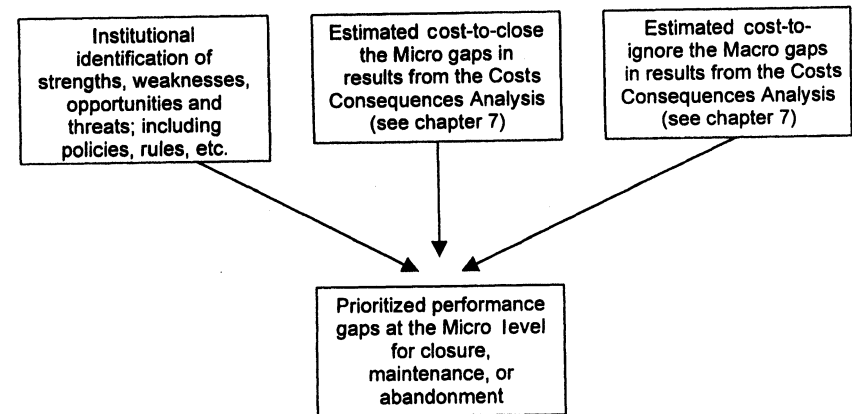 Institutional
identification of
strengths, weaknesses,
opportunities and
threats; including
policies, rules, etc.
Estimated cost-to-close
the Micro gaps in
results from the Costs
Consequences Analysis
(see chapter 7)
Estimated cost-to-
ignore the Macro gaps
in results from the Costs
Consequences Analysis
(see chapter 7)
Prioritized performance
gaps at the Micro level
for closure,
maintenance, or
abandonment